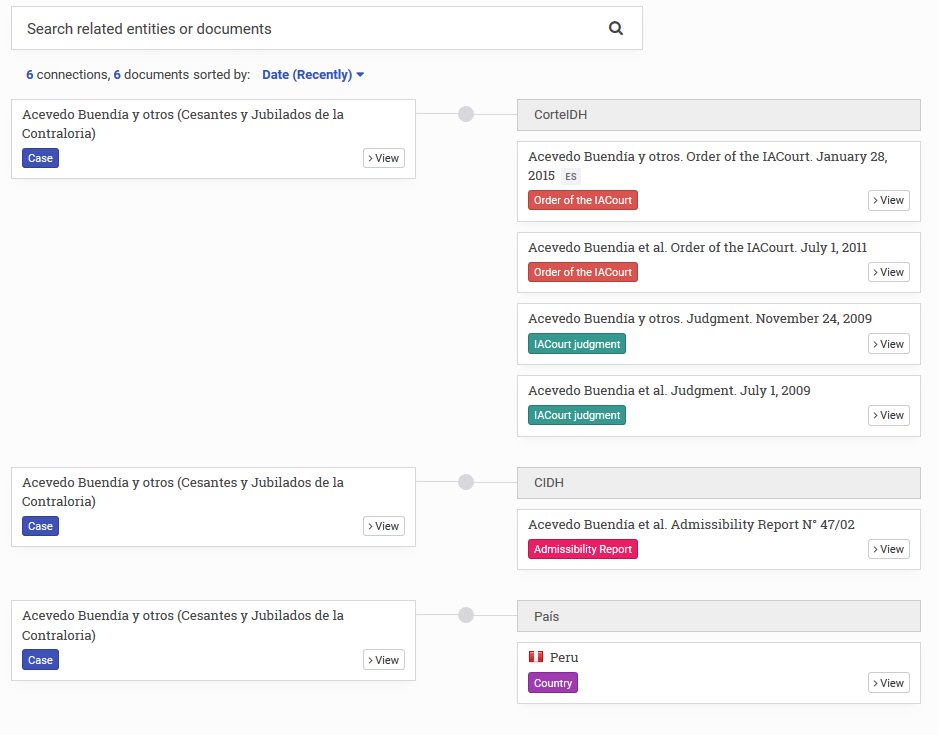 Search related entities or documents
6 connections, 6 documents sorted by: Date (Recently)
Acevedo Buendía y otros (Cesantes y Jubilados de la
Contraloria)
Case
View
CorteIDH
Acevedo Buendía y otros. Order of the IACourt. January 28,
2015 ES
Order of the IACourt
View
Acevedo Buendia et al. Order of the IACourt. July 1, 2011
Order of the IACourt
View
Acevedo Buendía y otros. Judgment. November 24, 2009
IACourt judgment
View
Acevedo Buendia et al. Judgment. July 1, 2009
IACourt judgment
View
Acevedo Buendía y otros (Cesantes y Jubilados de la
Contraloria)
Case
View
CIDH
Acevedo Buendía et al. Admissibility Report N° 47/02
Admissibility Report
View
Acevedo Buendía y otros (Cesantes y Jubilados de la
Contraloria)
Case
View
País
Peru
Country
View